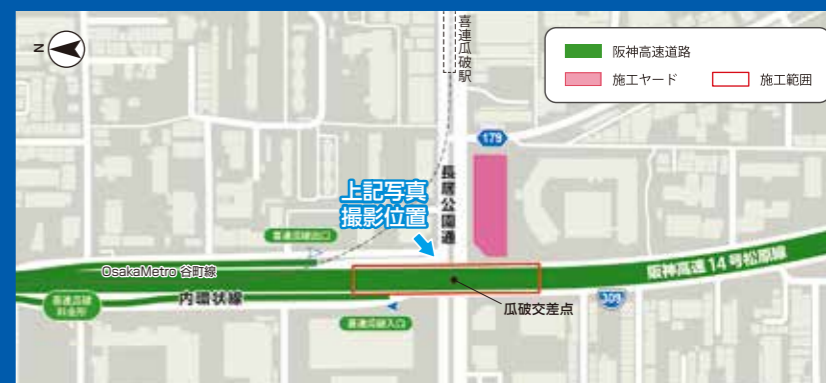 N
喜連瓜破駅
阪神高速道路
施工ヤード
施工範囲
179
長居公園通
上記写真
撮影位置
喜連瓜破出口
OsakaMetro 谷町線
阪神高速14号松原線
内環状線
喜連瓜破
料金所
309
瓜破交差点
喜連瓜破入口